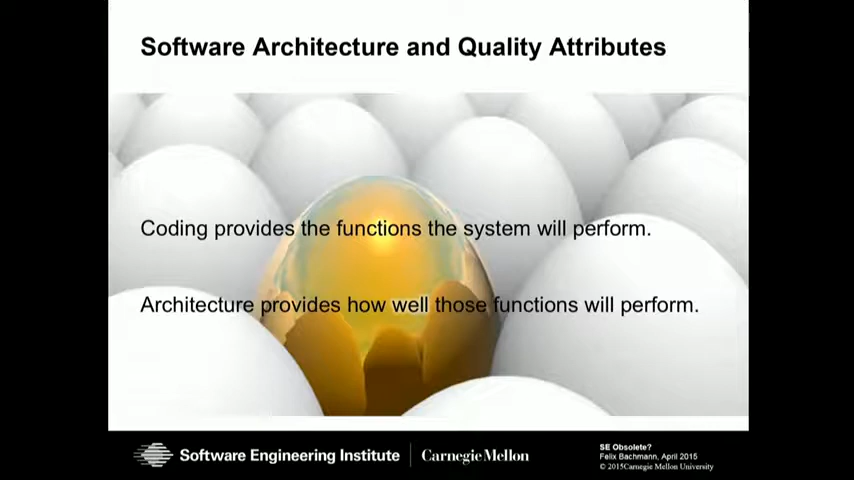 Software Architecture and Quality Attributes
Coding provides the functions the system will perform.
Architecture provides how well those functions will perform.
Software Engineering Institute
Carnegie Mellon
SE Obsolete?
Felix Bachmann, April 2015
© 2015Carnegie Mellon University